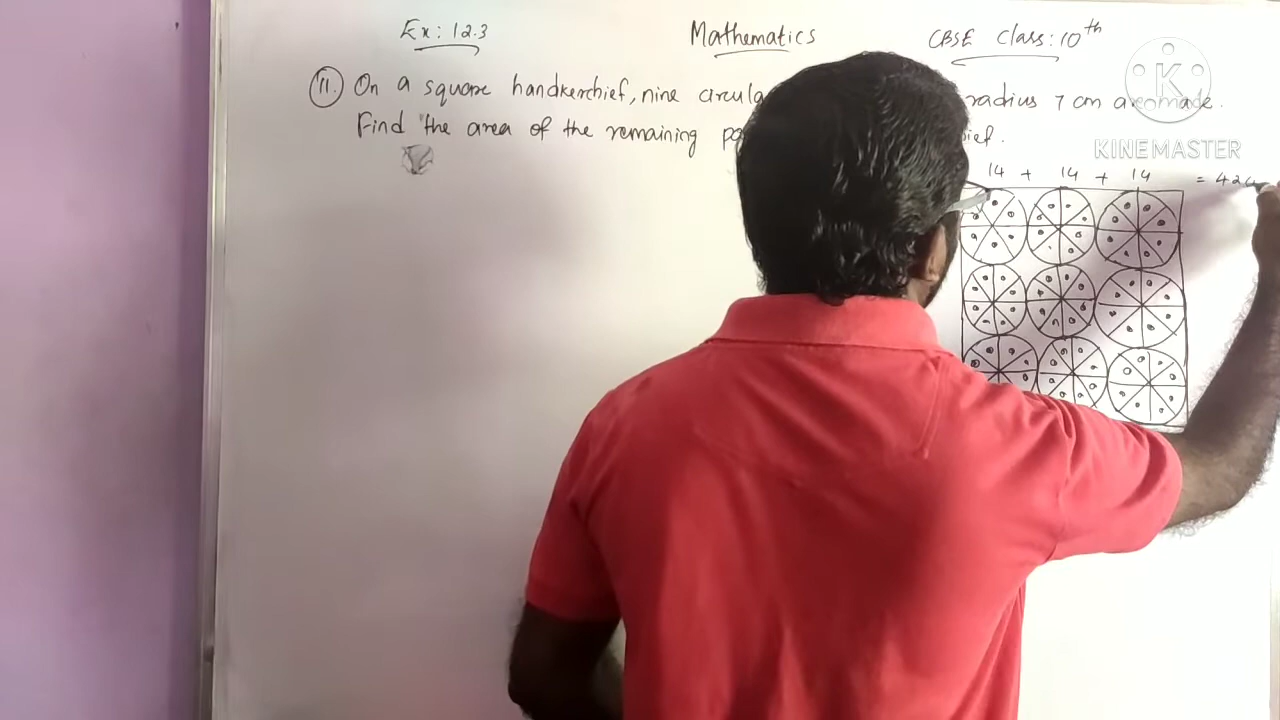 Ex: 12.3 Mathematics CBSE Class: 10th
11. On a square handkerchief, nine circula radius 7 cm are made.
Find the area of the remaining
K
KINEMASTER
14 + 14 + 14 = 42